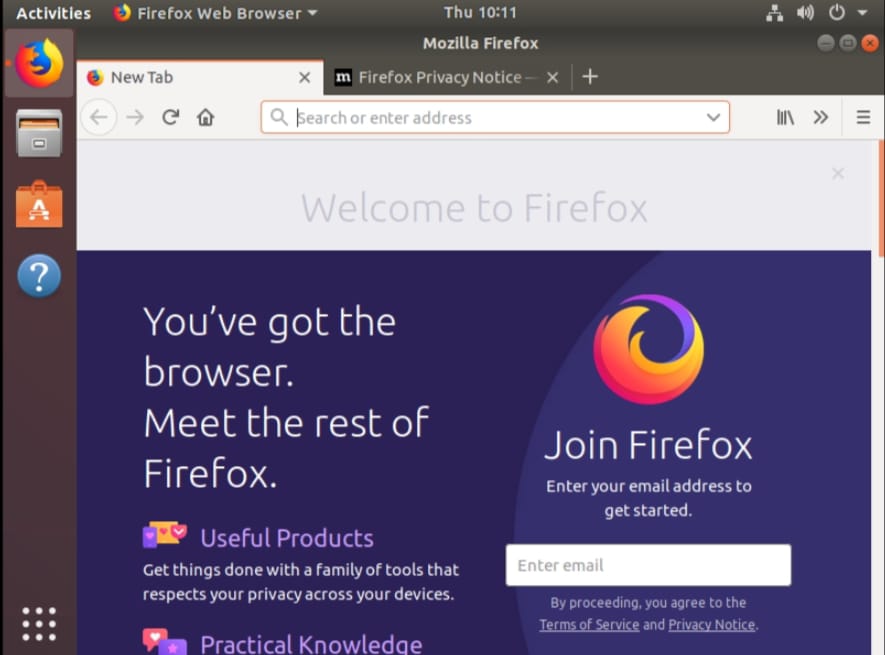 Activities Firefox Web Browser Thu 10:11
Mozilla Firefox
New Tab m Firefox Privacy Notice —
Search or enter address
Welcome to Firefox
You’ve got the
browser.
Meet the rest of
Firefox.
Useful Products
Get things done with a family of tools that
respects your privacy across your devices.
Practical Knowledge
Join Firefox
Enter your email address to
get started.
Enter email
By proceeding, you agree to the
Terms of Service and Privacy Notice.